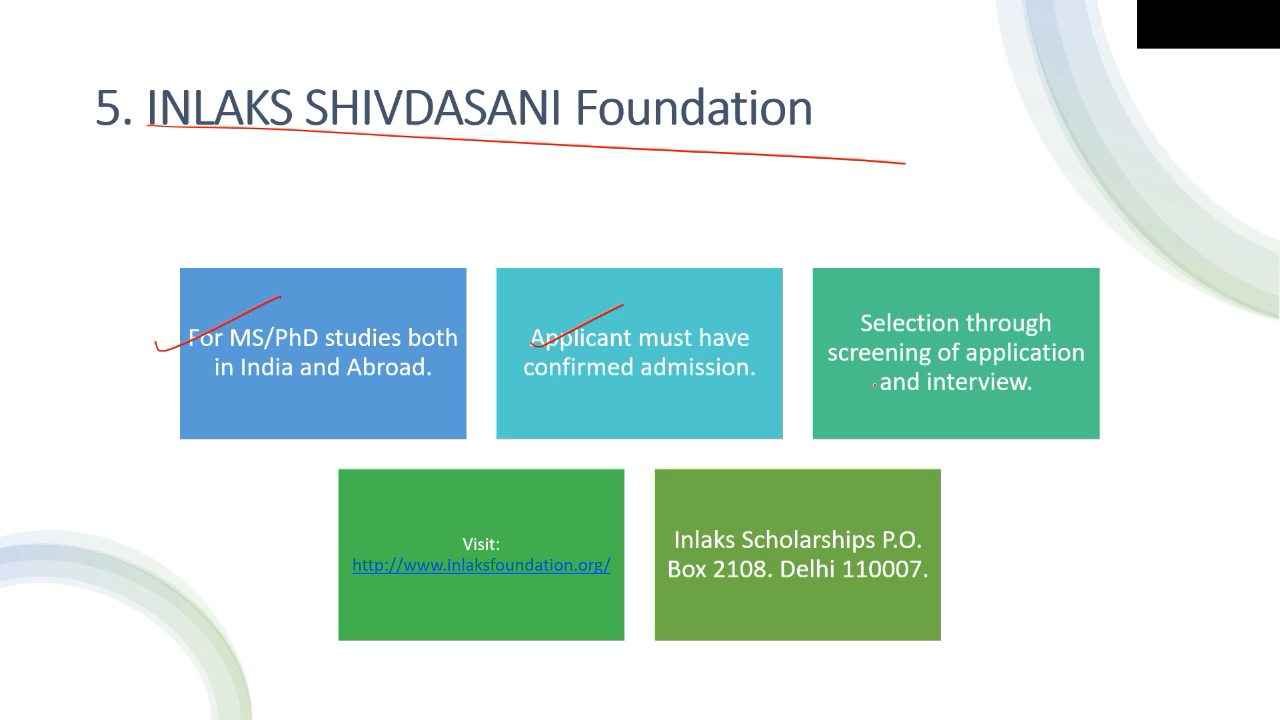 5. INLAKS SHIVDASANI Foundation
For MS/PhD studies both
in India and Abroad.
Applicant must have
confirmed admission.
Selection through
screening of application
and interview.
Visit:
http://www.inlaksfoundation.org/
Inlaks Scholarships P.O.
Box 2108. Delhi 110007.